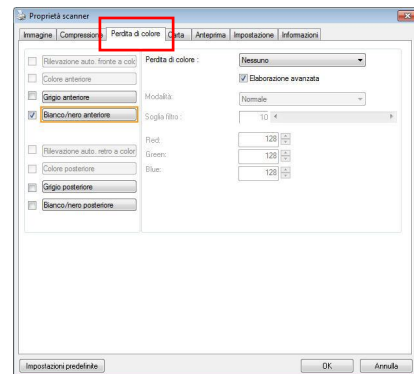 Proprietà scanner
Immagine Compressione Perdita di colore Carta Anteprima Impostazione Informazioni
Rilevazione auto. fronte a colc Perdita di colore : Nessuno
Colore anteriore Elaborazione avanzata
Grigio anteriore Modalità: Normale
Bianco/nero anteriore Soglia filtro : 10
Red: 128
Rilevazione auto. retro a color Green: 128
Colore posteriore Blue: 128
Grigio posteriore
Bianco/nero posteriore
Impostazioni predefinite OK Annulla